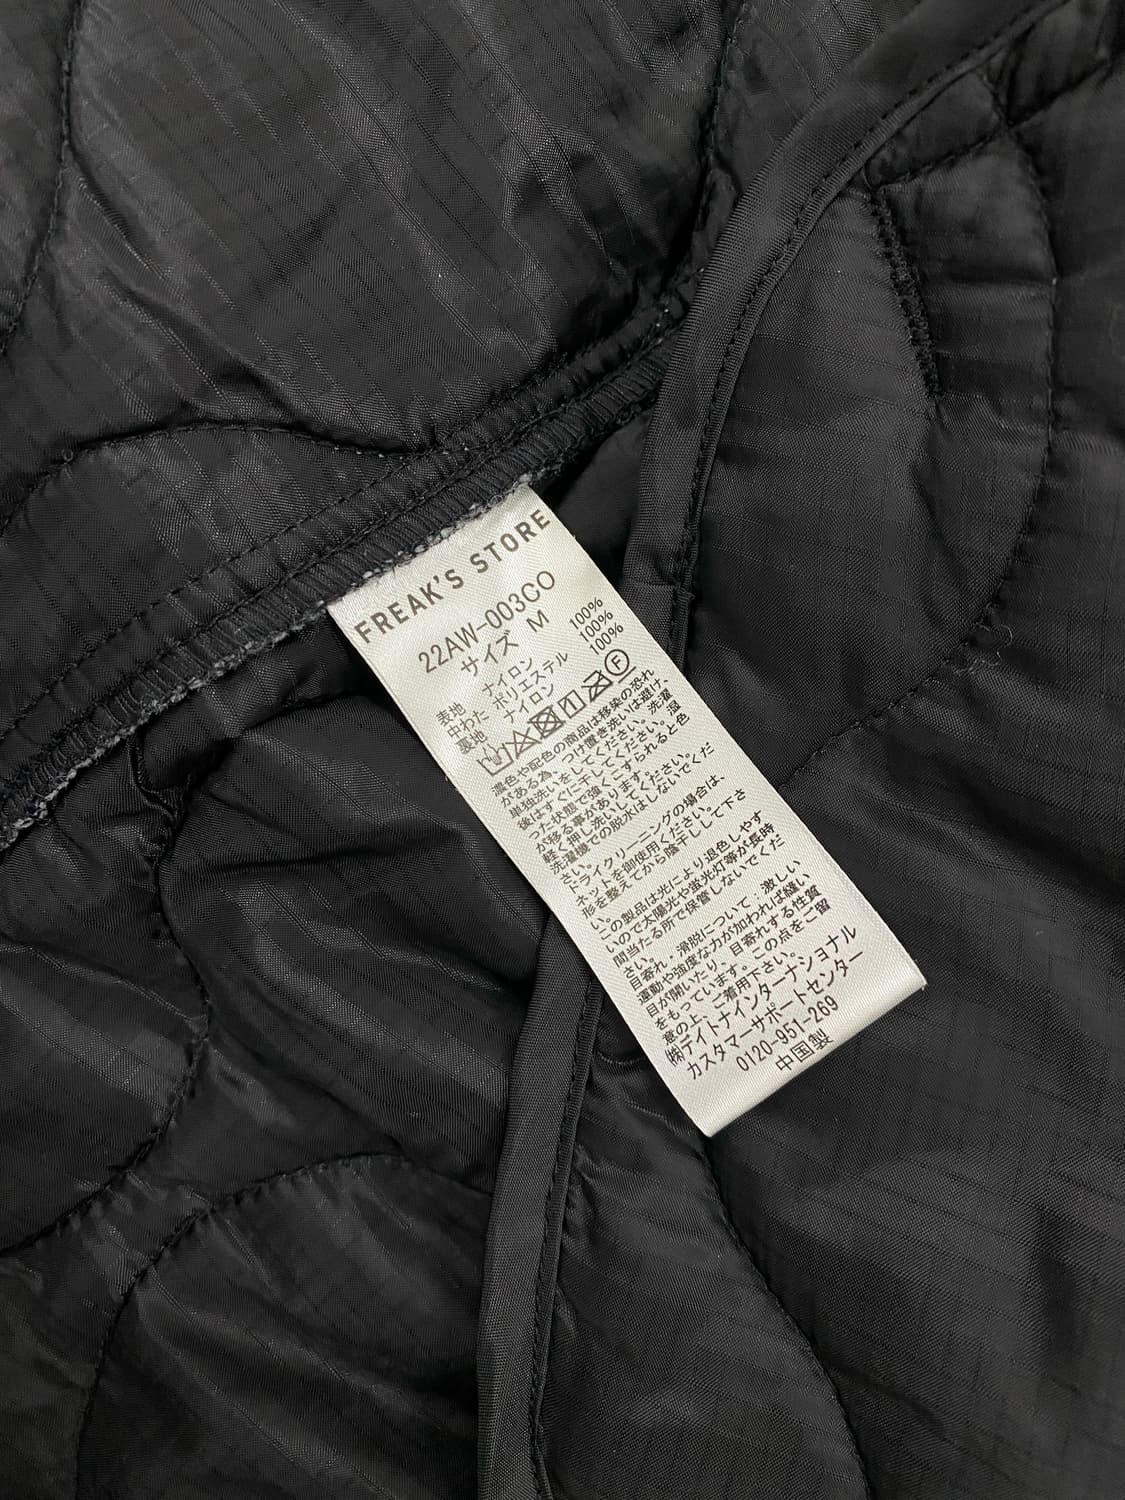 FREAK'S STORE
22AW-003CO
サイズ M
表地 ナイロン 100%
中わた ポリエステル 100%
裏地 ナイロン 100%
F
濃色や配色の商品は移染の恐れ
がある為、つけ置き洗いは避け、
単独洗いをしてください。洗濯
後はすぐに干してください。湿
った状態で強くこすられると色
が移る事があります。
軽く押し洗いしてください。
洗濯機での脱水はしないでくだ
さい。
ドライクリーニングの場合は、
ネットを御使用ください。
形を整えてから陰干しして下さ
い。
この製品は光により退色しやす
いので太陽光や蛍光灯等が長時
間当たる所で保管しないでくだ
さい。
目寄れ・滑脱について:激しい
運動や強度な力が加われば縫い
目が開いたり、目寄れする性質
をもっています。この点をご留
意の上、ご着用下さい。
㈱デイトナインターナショナル
カスタマーサポートセンター
0120-951-269
中国製